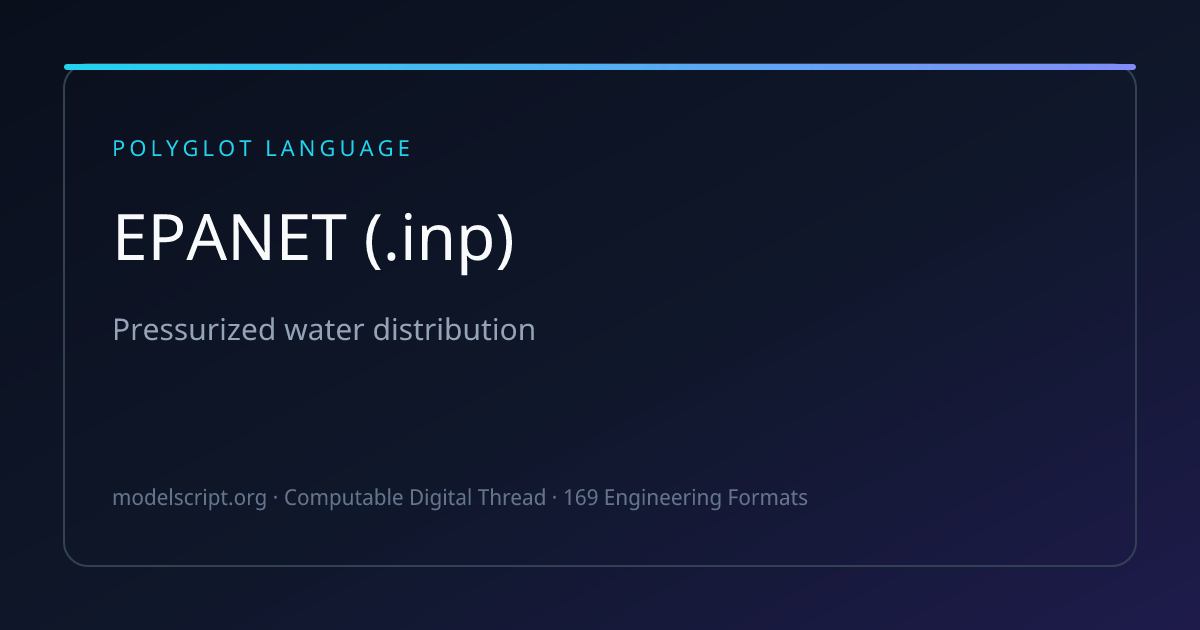 POLYGLOT LANGUAGE
EPANET (.inp)
Pressurized water distribution
modelscript.org · Computable Digital Thread · 169 Engineering Formats